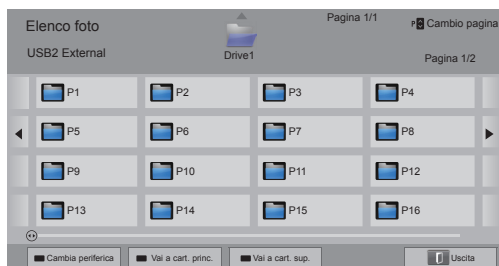 Elenco foto
Pagina 1/1
P Cambio pagina
USB2 External
Drive1
Pagina 1/2
P1 P2 P3 P4
P5 P6 P7 P8
P9 P10 P11 P12
P13 P14 P15 P16
Cambia periferica Vai a cart. princ. Vai a cart. sup. Uscita